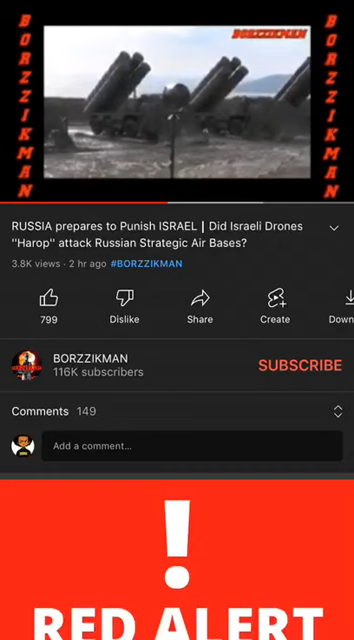 BORZZIKMAN
BORZZIKMAN
BORZZIKMAN
RUSSIA prepares to Punish ISRAEL | Did Israeli Drones
"Harop" attack Russian Strategic Air Bases?
3.8K views · 2 hr ago #BORZZIKMAN
799
Dislike
Share
Create
Down
BORZZIKMAN
116K subscribers
SUBSCRIBE
Comments 149
Add a comment...
!
RED ALERT